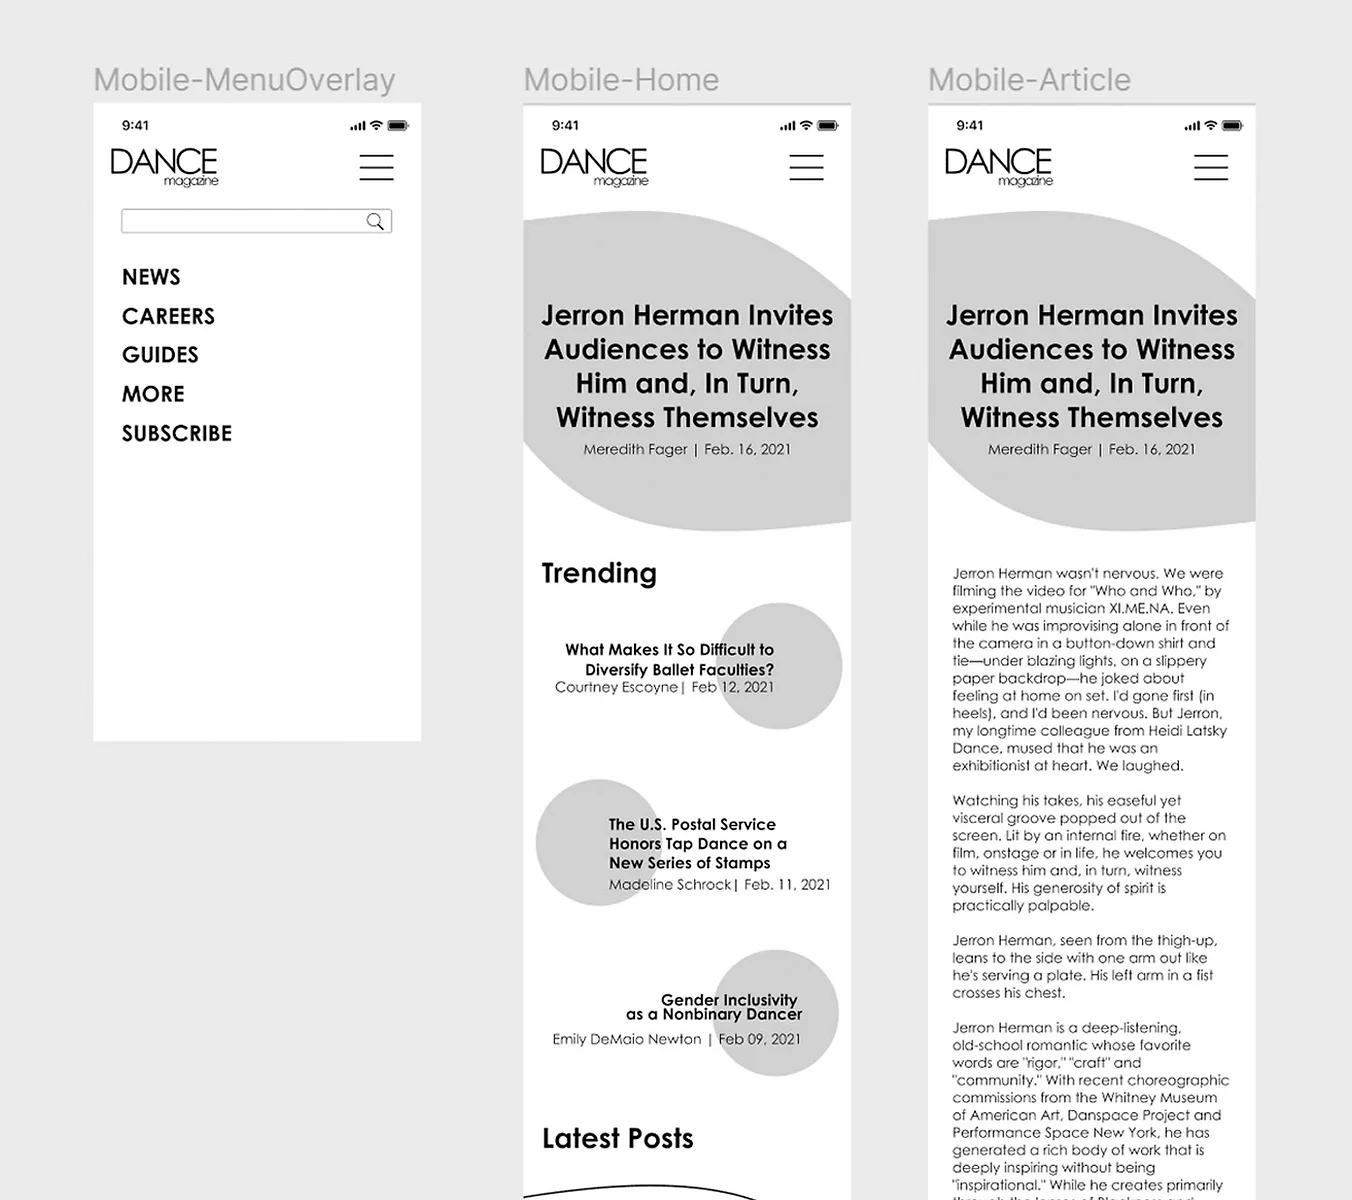 Mobile-MenuOverlay
9:41
DANCE
magazine
NEWS
CAREERS
GUIDES
MORE
SUBSCRIBE
Mobile-Home
9:41
DANCE
magazine
Jerron Herman Invites
Audiences to Witness
Him and, In Turn,
Witness Themselves
Meredith Fager | Feb. 16, 2021
Trending
What Makes It So Difficult to
Diversify Ballet Faculties?
Courtney Escoyne| Feb 12, 2021
The U.S. Postal Service
Honors Tap Dance on a
New Series of Stamps
Madeline Schrock| Feb. 11, 2021
Gender Inclusivity
as a Nonbinary Dancer
Emily DeMaio Newton | Feb 09, 2021
Latest Posts
Mobile-Article
9:41
DANCE
magazine
Jerron Herman Invites
Audiences to Witness
Him and, In Turn,
Witness Themselves
Meredith Fager | Feb. 16, 2021
Jerron Herman wasn't nervous. We were
filming the video for "Who and Who," by
experimental musician XI.ME.NA. Even
while he was improvising alone in front of
the camera in a button-down shirt and
tie—under blazing lights, on a slippery
paper backdrop—he joked about
feeling at home on set. I'd gone first (in
heels), and I'd been nervous. But Jerron,
my longtime colleague from Heidi Latsky
Dance, mused that he was an
exhibitionist at heart. We laughed.
Watching his takes, his easeful yet
visceral groove popped out of the
screen. Lit by an internal fire, whether on
film, onstage or in life, he welcomes you
to witness him and, in turn, witness
yourself. His generosity of spirit is
practically palpable.
Jerron Herman, seen from the thigh-up,
leans to the side with one arm out like
he's serving a plate. His left arm in a fist
crosses his chest.
Jerron Herman is a deep-listening,
old-school romantic whose favorite
words are "rigor," "craft" and
"community." With recent choreographic
commissions from the Whitney Museum
of American Art, Danspace Project and
Performance Space New York, he has
generated a rich body of work that is
deeply inspiring without being
"inspirational." While he creates primarily